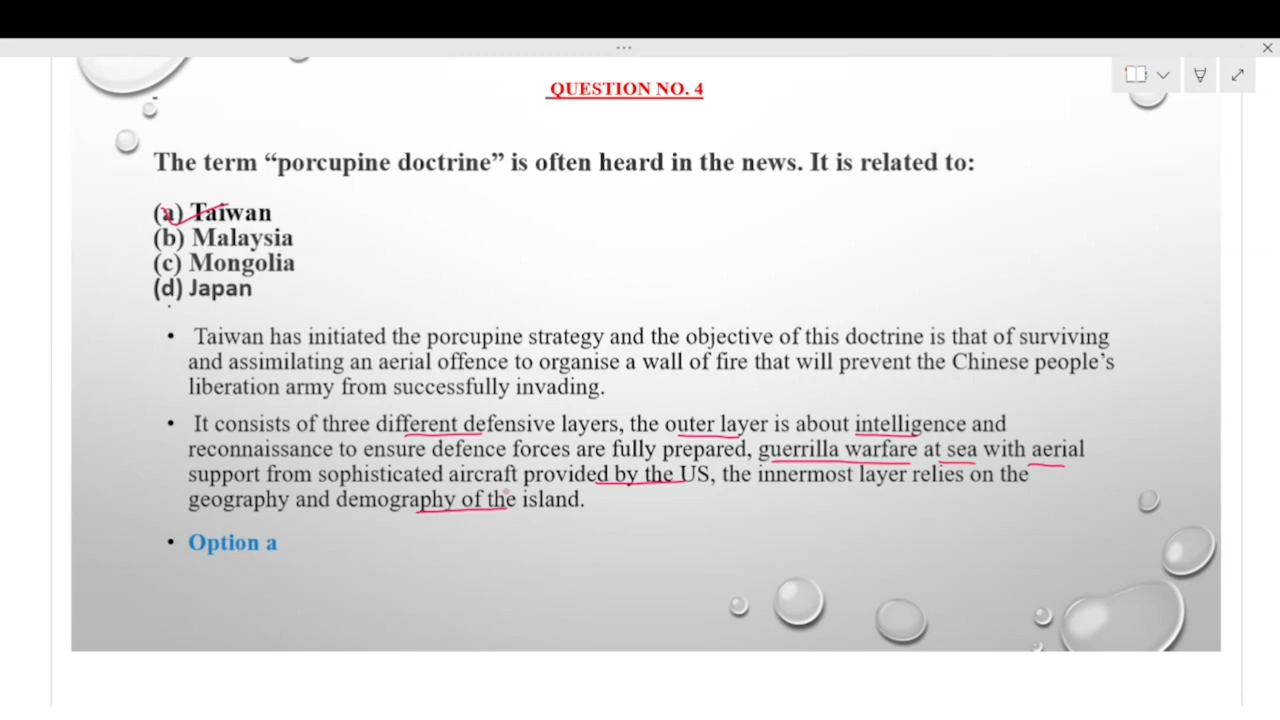 QUESTION NO. 4
The term “porcupine doctrine” is often heard in the news. It is related to:
(a) Taiwan
(b) Malaysia
(c) Mongolia
(d) Japan
• Taiwan has initiated the porcupine strategy and the objective of this doctrine is that of surviving
and assimilating an aerial offence to organise a wall of fire that will prevent the Chinese people’s
liberation army from successfully invading.
• It consists of three different defensive layers, the outer layer is about intelligence and
reconnaissance to ensure defence forces are fully prepared, guerrilla warfare at sea with aerial
support from sophisticated aircraft provided by the US, the innermost layer relies on the
geography and demography of the island.
• Option a